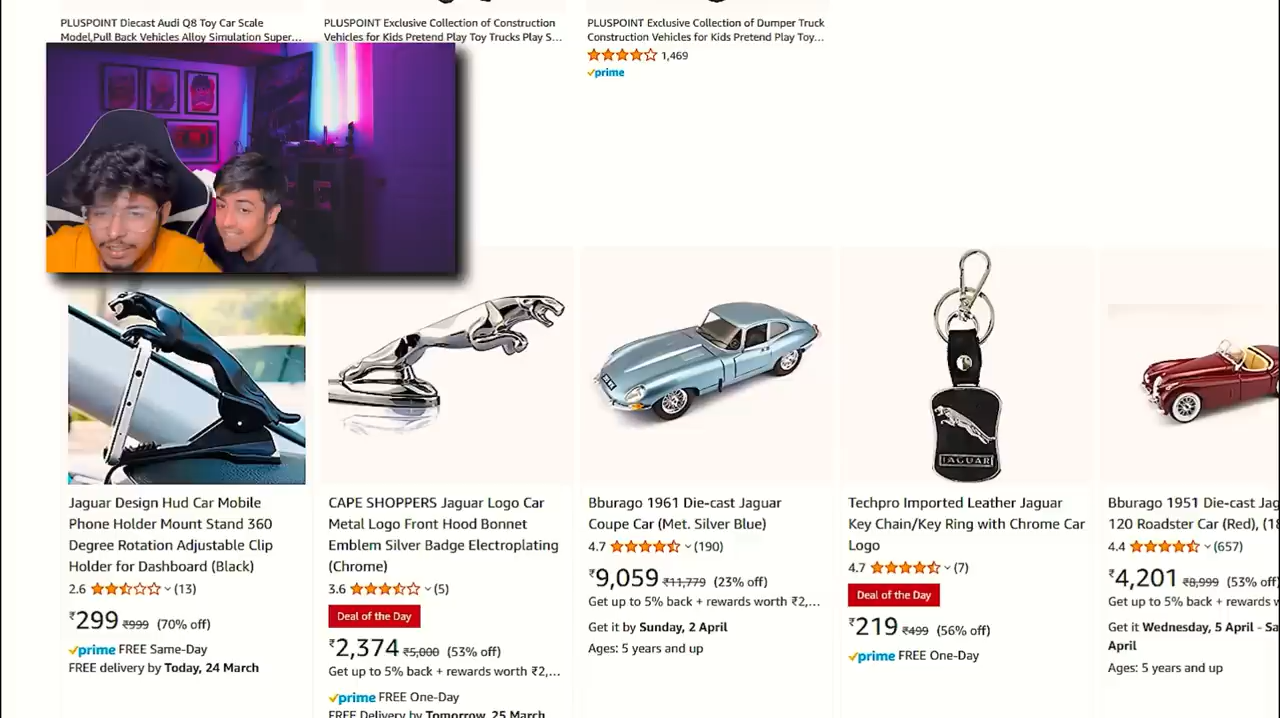 PLUSPOINT Diecast Audi Q8 Toy Car Scale
Model,Pull Back Vehicles Alloy Simulation Super...
PLUSPOINT Exclusive Collection of Construction
Vehicles for Kids Pretend Play Toy Trucks Play S...
PLUSPOINT Exclusive Collection of Dumper Truck
Construction Vehicles for Kids Pretend Play Toy...
1,469
prime
JAGUAR
Jaguar Design Hud Car Mobile
Phone Holder Mount Stand 360
Degree Rotation Adjustable Clip
Holder for Dashboard (Black)
2.6 (13)
₹299 ₹999 (70% off)
prime FREE Same-Day
FREE delivery by Today, 24 March
CAPE SHOPPERS Jaguar Logo Car
Metal Logo Front Hood Bonnet
Emblem Silver Badge Electroplating
(Chrome)
3.6 (5)
Deal of the Day
₹2,374 ₹5,000 (53% off)
Get up to 5% back + rewards worth ₹2,...
prime FREE One-Day
FREE Delivery by Tomorrow, 25 March
Bburago 1961 Die-cast Jaguar
Coupe Car (Met. Silver Blue)
4.7 (190)
₹9,059 ₹11,779 (23% off)
Get up to 5% back + rewards worth ₹2,...
Get it by Sunday, 2 April
Ages: 5 years and up
Techpro Imported Leather Jaguar
Key Chain/Key Ring with Chrome Car
Logo
4.7 (7)
Deal of the Day
₹219 ₹499 (56% off)
prime FREE One-Day
Bburago 1951 Die-cast Jag
120 Roadster Car (Red), (18
4.4 (657)
₹4,201 ₹8,999 (53% off
Get up to 5% back + rewards w
Get it Wednesday, 5 April - Sa
April
Ages: 5 years and up